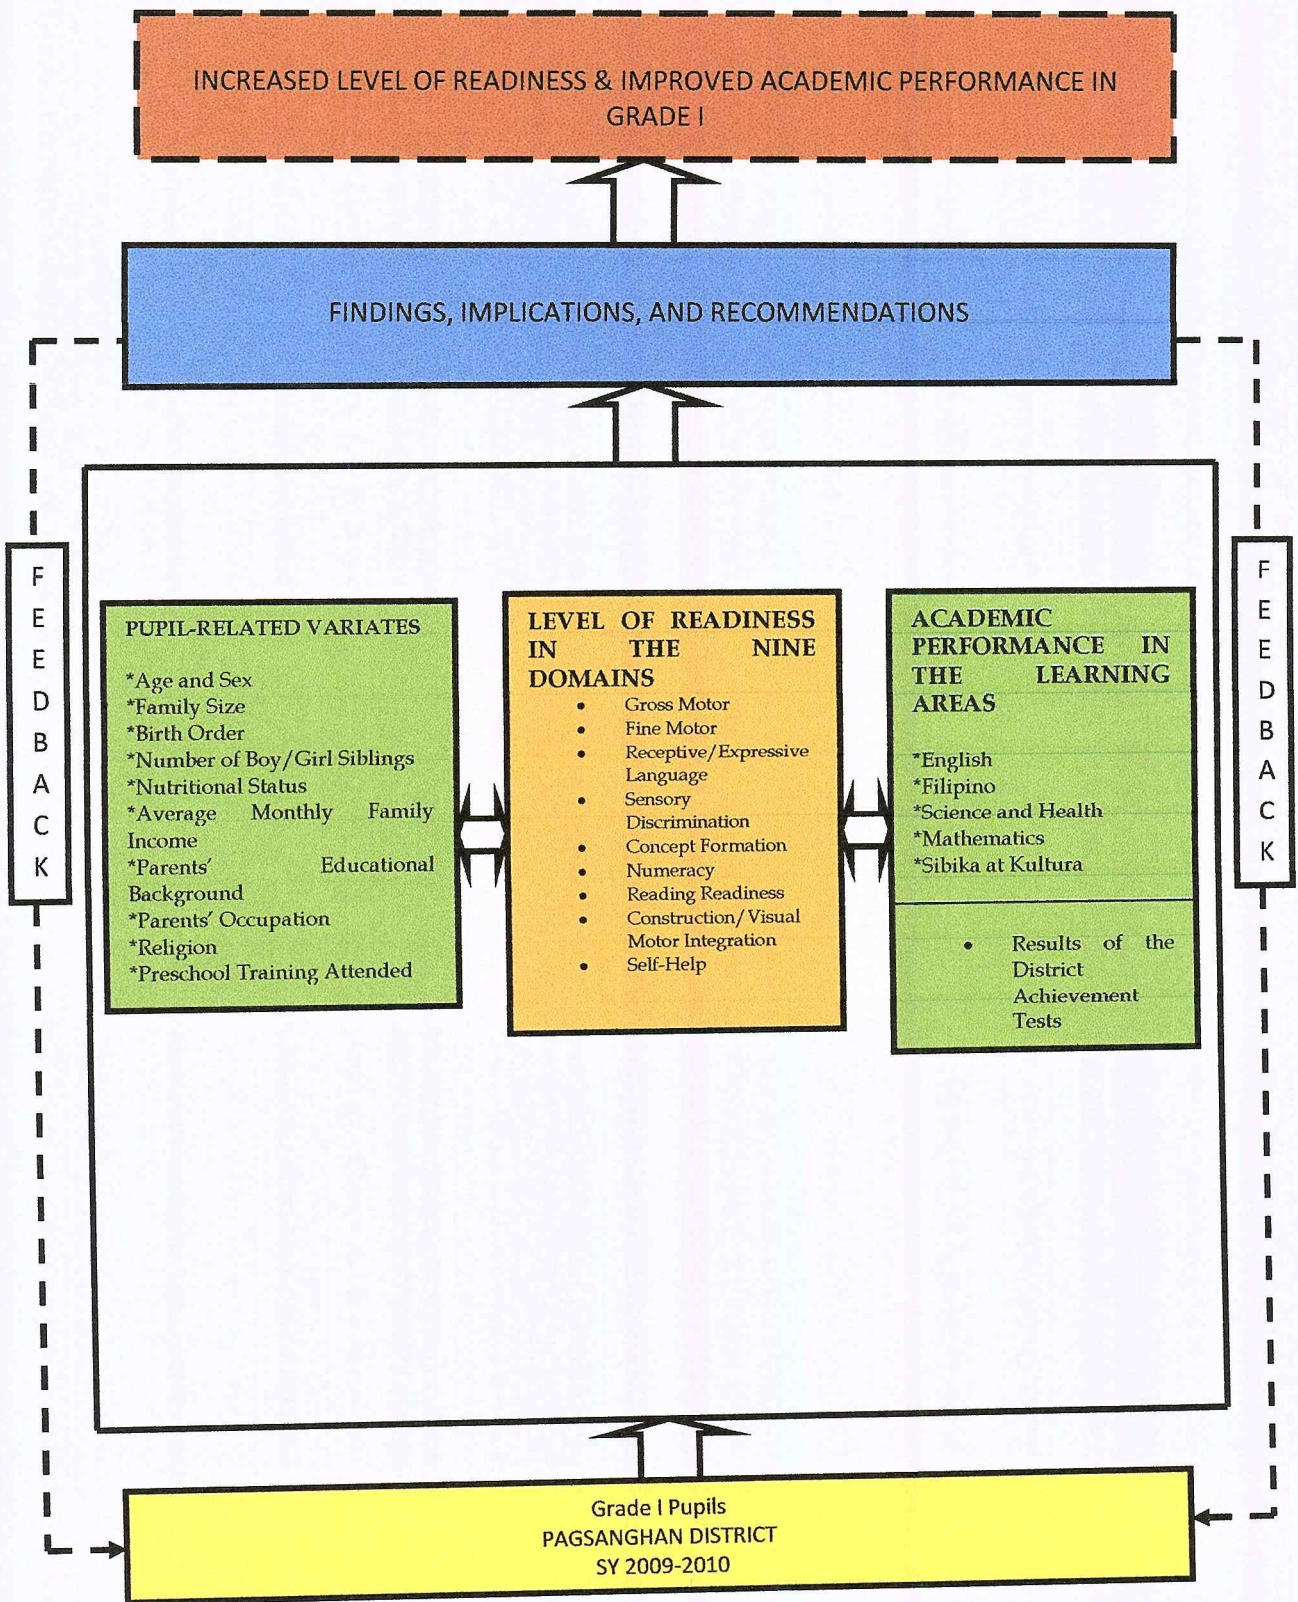 INCREASED LEVEL OF READINESS & IMPROVED ACADEMIC PERFORMANCE IN
GRADE I
FINDINGS, IMPLICATIONS, AND RECOMMENDATIONS
F
E
E
D
B
A
C
K
PUPIL-RELATED VARIATES
*Age and Sex
*Family Size
*Birth Order
*Number of Boy/Girl Siblings
*Nutritional Status
*Average Monthly Family
Income
*Parents' Educational
Background
*Parents' Occupation
*Religion
*Preschool Training Attended
LEVEL OF READINESS
IN THE NINE
DOMAINS
• Gross Motor
• Fine Motor
• Receptive/Expressive
Language
• Sensory
Discrimination
• Concept Formation
• Numeracy
• Reading Readiness
• Construction/Visual
Motor Integration
• Self-Help
ACADEMIC
PERFORMANCE IN
THE LEARNING
AREAS
*English
*Filipino
*Science and Health
*Mathematics
*Sibika at Kultura
• Results of the
District
Achievement
Tests
F
E
E
D
B
A
C
K
Grade I Pupils
PAGSANGHAN DISTRICT
SY 2009-2010